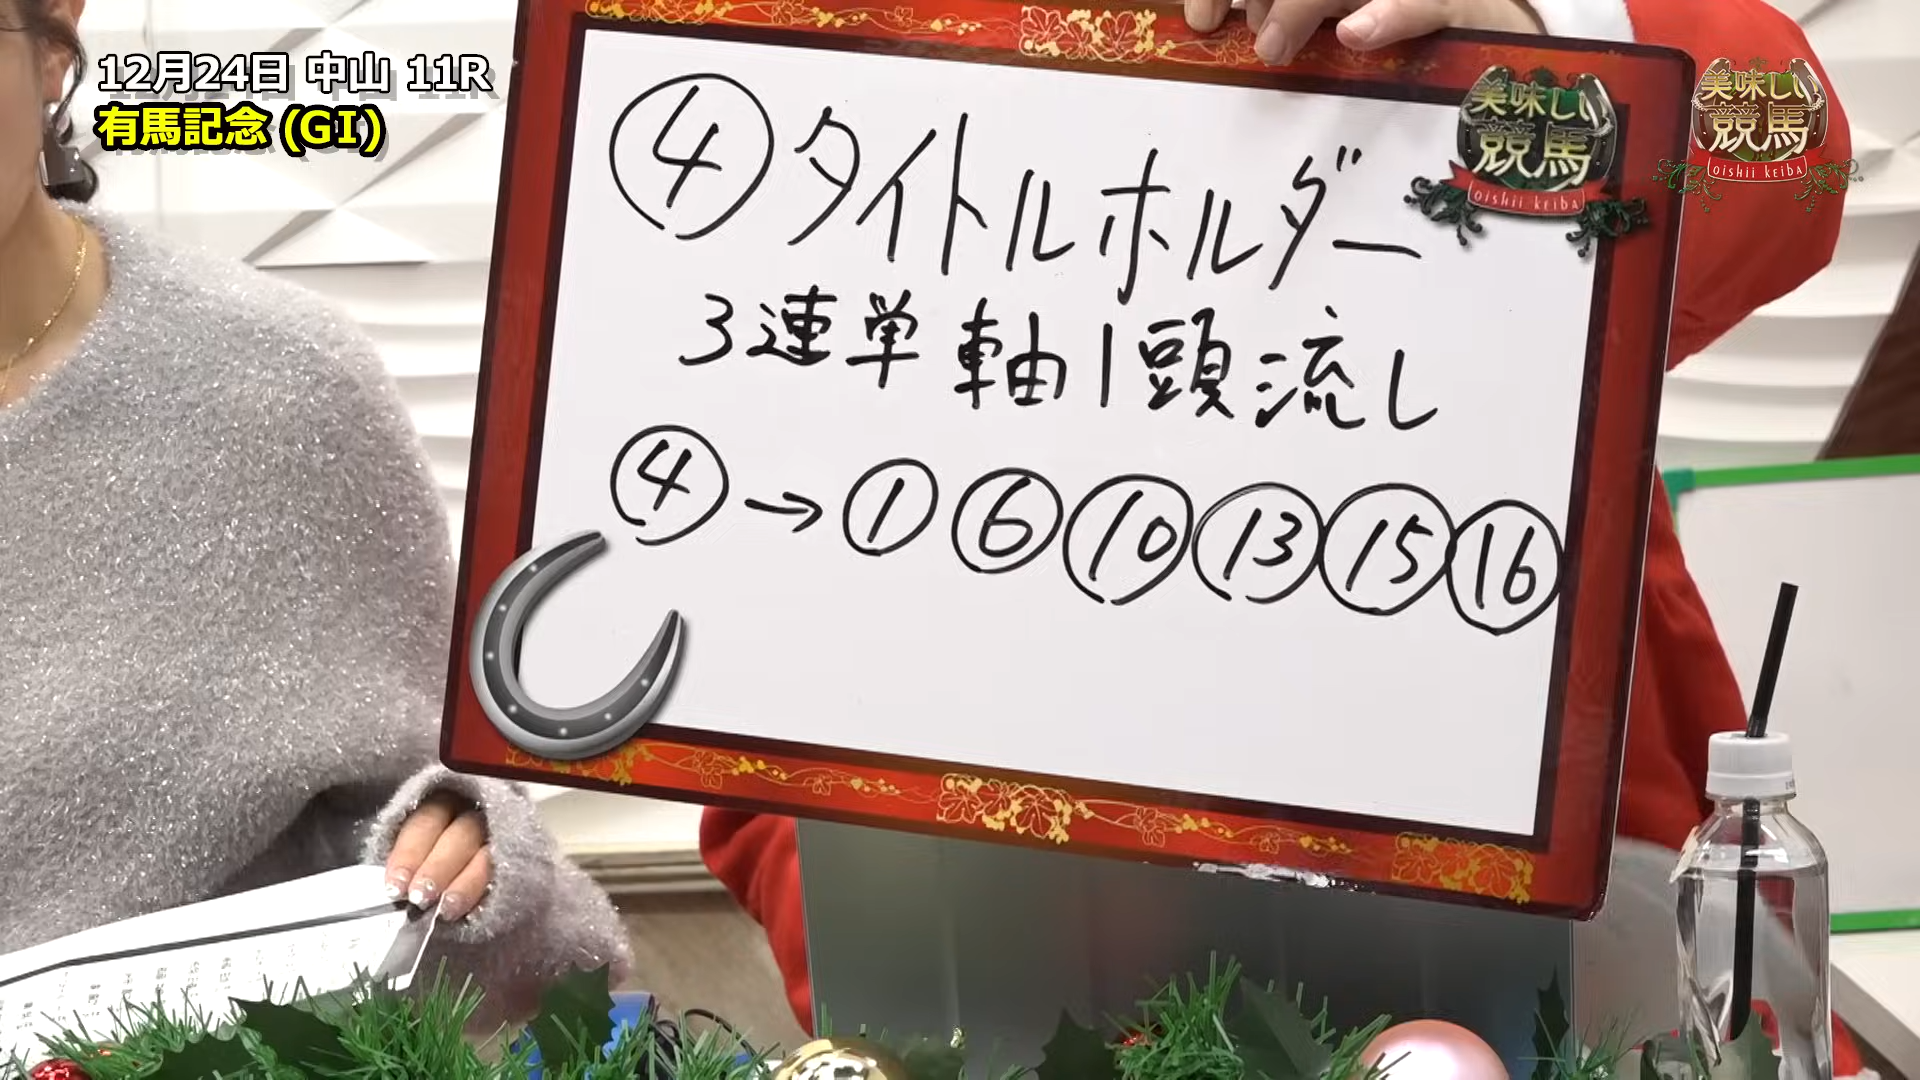 12月24日 中山 11R
有馬記念 (GI)
美味しい
競馬
oishii keiba
美味しい
競馬
oishii keiba
④タイトルホルダー
3連単 軸1頭流し
④→①⑥⑩⑬⑮⑯